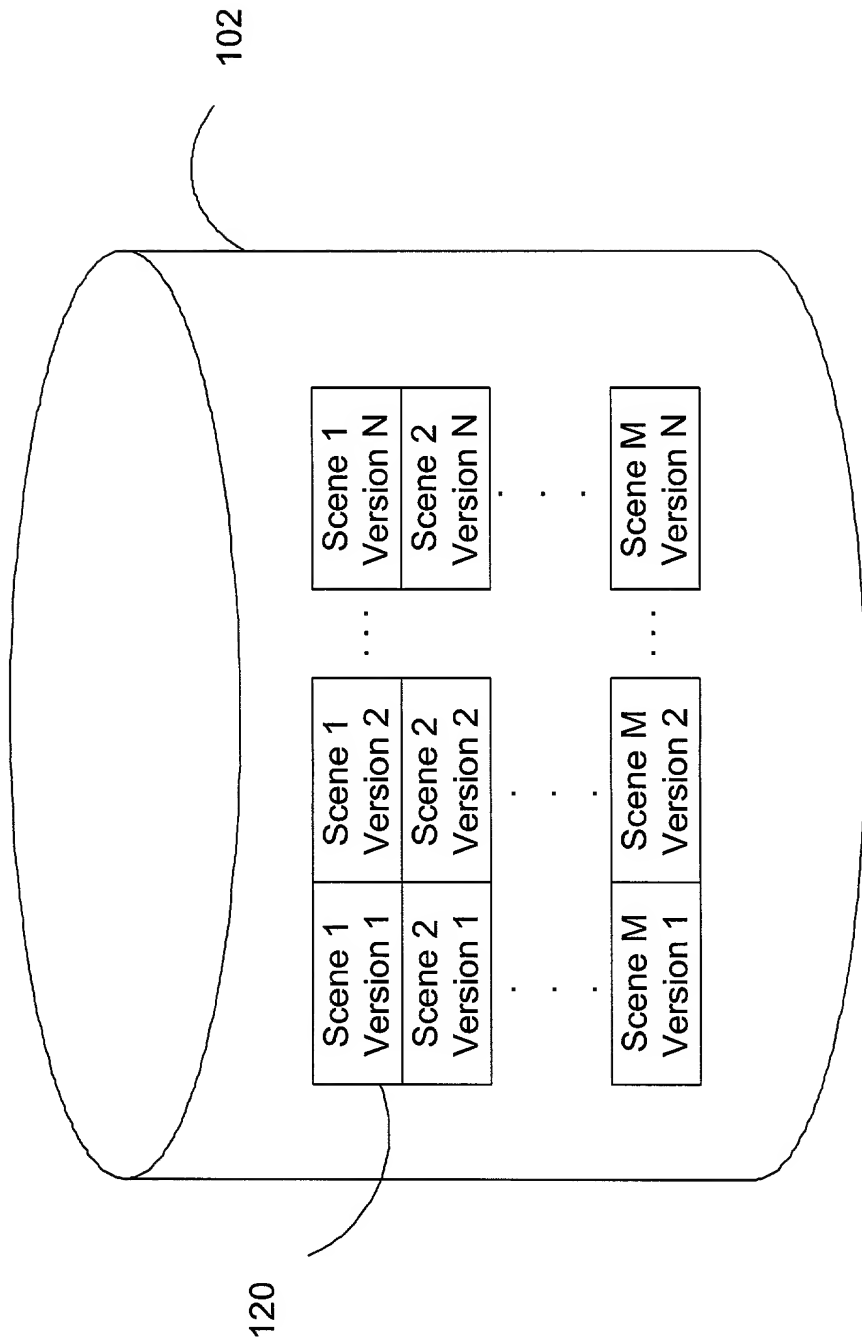 102
120
Scene 1
Version 1
Scene 1
Version 2
. . .
Scene 1
Version N
Scene 2
Version 1
Scene 2
Version 2
Scene 2
Version N
. . .
. . .
. . .
Scene M
Version 1
Scene M
Version 2
. . .
Scene M
Version N